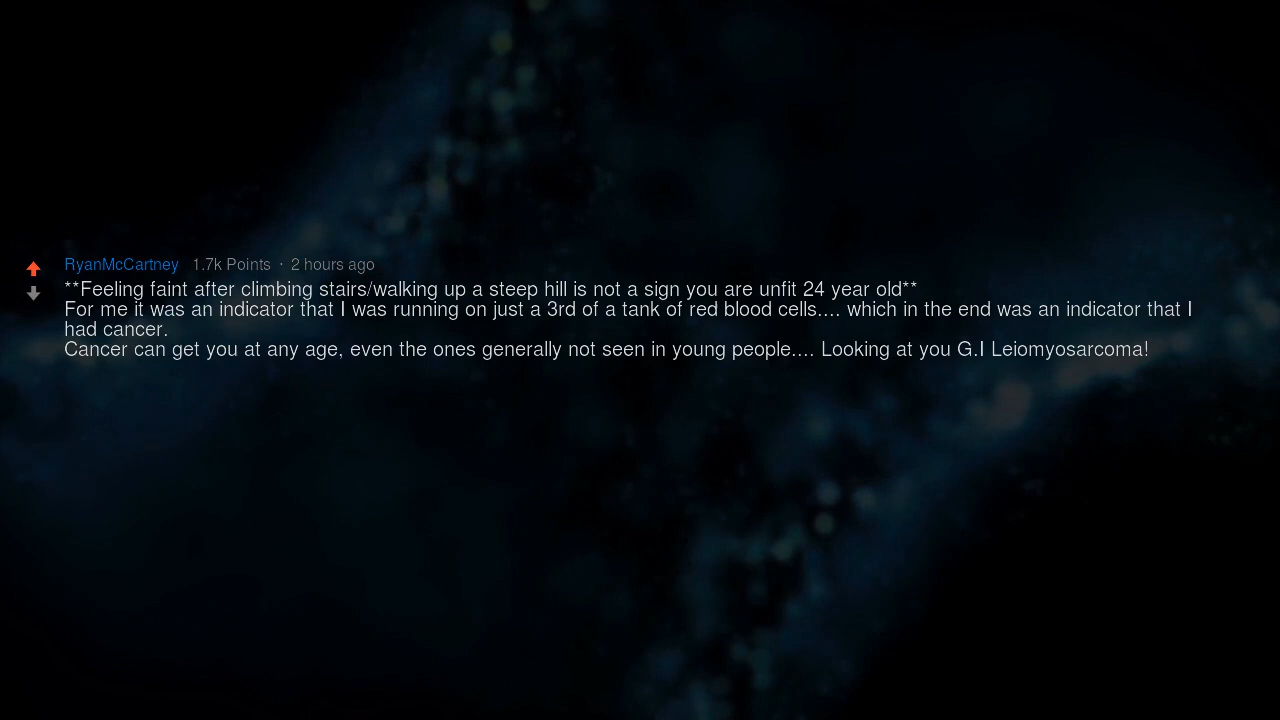 RyanMcCartney 1.7k Points · 2 hours ago
**Feeling faint after climbing stairs/walking up a steep hill is not a sign you are unfit 24 year old**
For me it was an indicator that I was running on just a 3rd of a tank of red blood cells.... which in the end was an indicator that I
had cancer.
Cancer can get you at any age, even the ones generally not seen in young people.... Looking at you G.I Leiomyosarcoma!